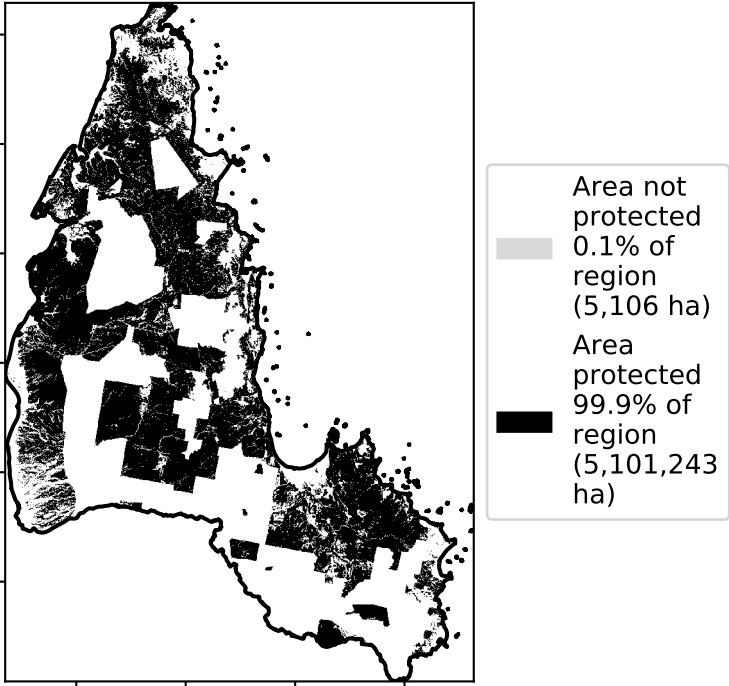 Area not
protected
0.1% of
region
(5,106 ha)
Area
protected
99.9% of
region
(5,101,243
ha)